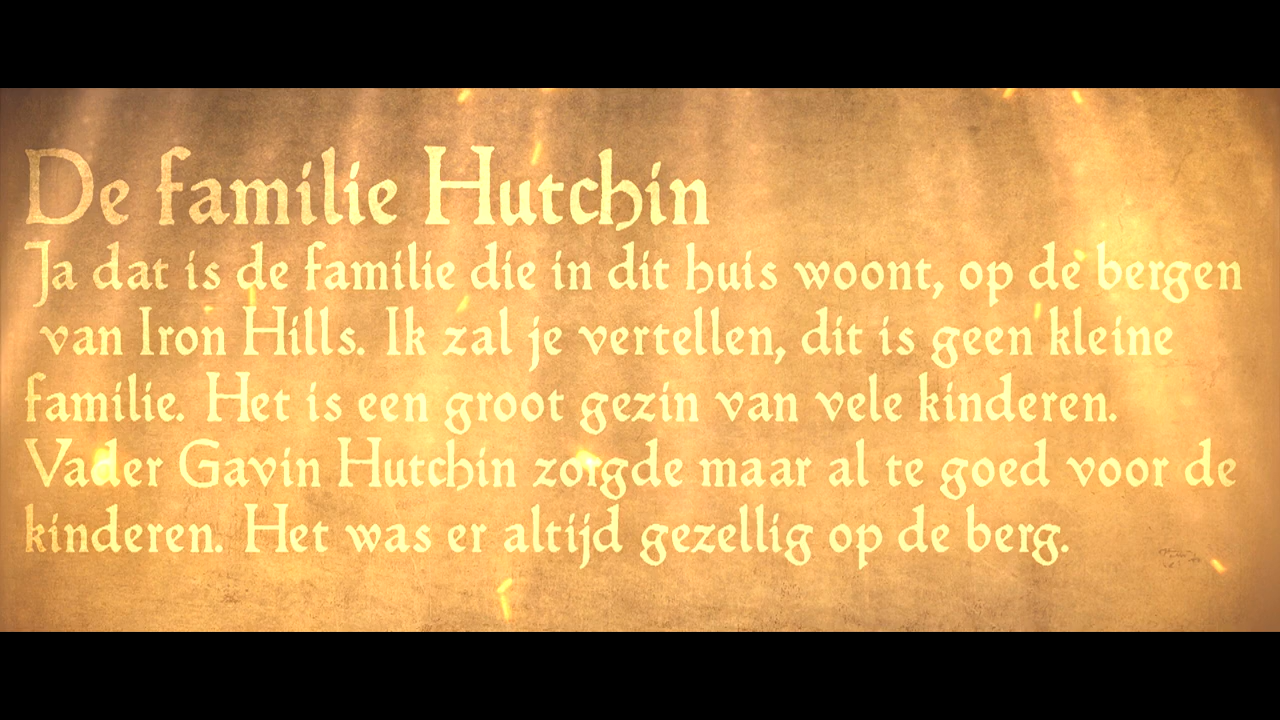 De familie Hutchin
Ja dat is de familie die in dit huis woont, op de bergen
van Iron Hills. Ik zal je vertellen, dit is geen kleine
familie. Het is een groot gezin van vele kinderen.
Vader Gavin Hutchin zorgde maar al te goed voor de
kinderen. Het was er altijd gezellig op de berg.